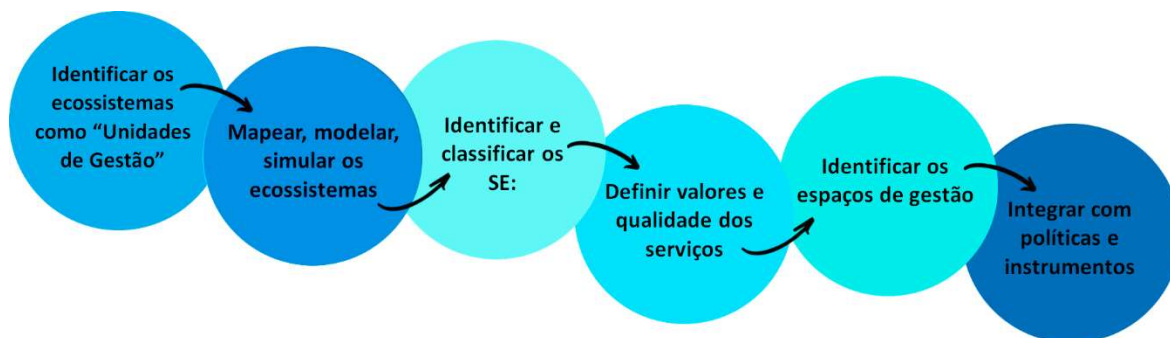 Identificar os
ecossistemas
como “Unidades
de Gestão”
Mapear, modelar,
simular os
ecossistemas
Identificar e
classificar os
SE:
Definir valores e
qualidade dos
serviços
Identificar os
espaços de gestão
Integrar com
políticas e
instrumentos